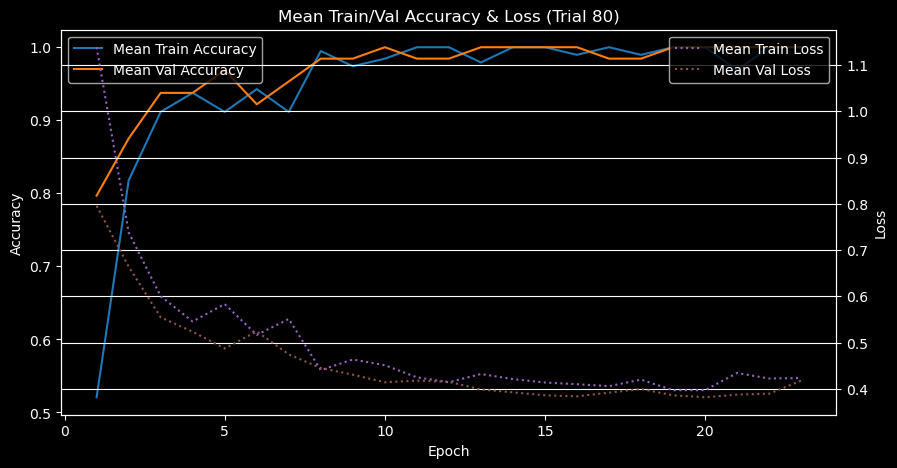 Mean Train/Val Accuracy & Loss (Trial 80)
Mean Train Accuracy
Mean Val Accuracy
Mean Train Loss
Mean Val Loss
1.0
0.9
0.8
0.7
0.6
0.5
Accuracy
1.1
1.0
0.9
0.8
0.7
0.6
0.5
0.4
Loss
0
5
10
15
20
Epoch